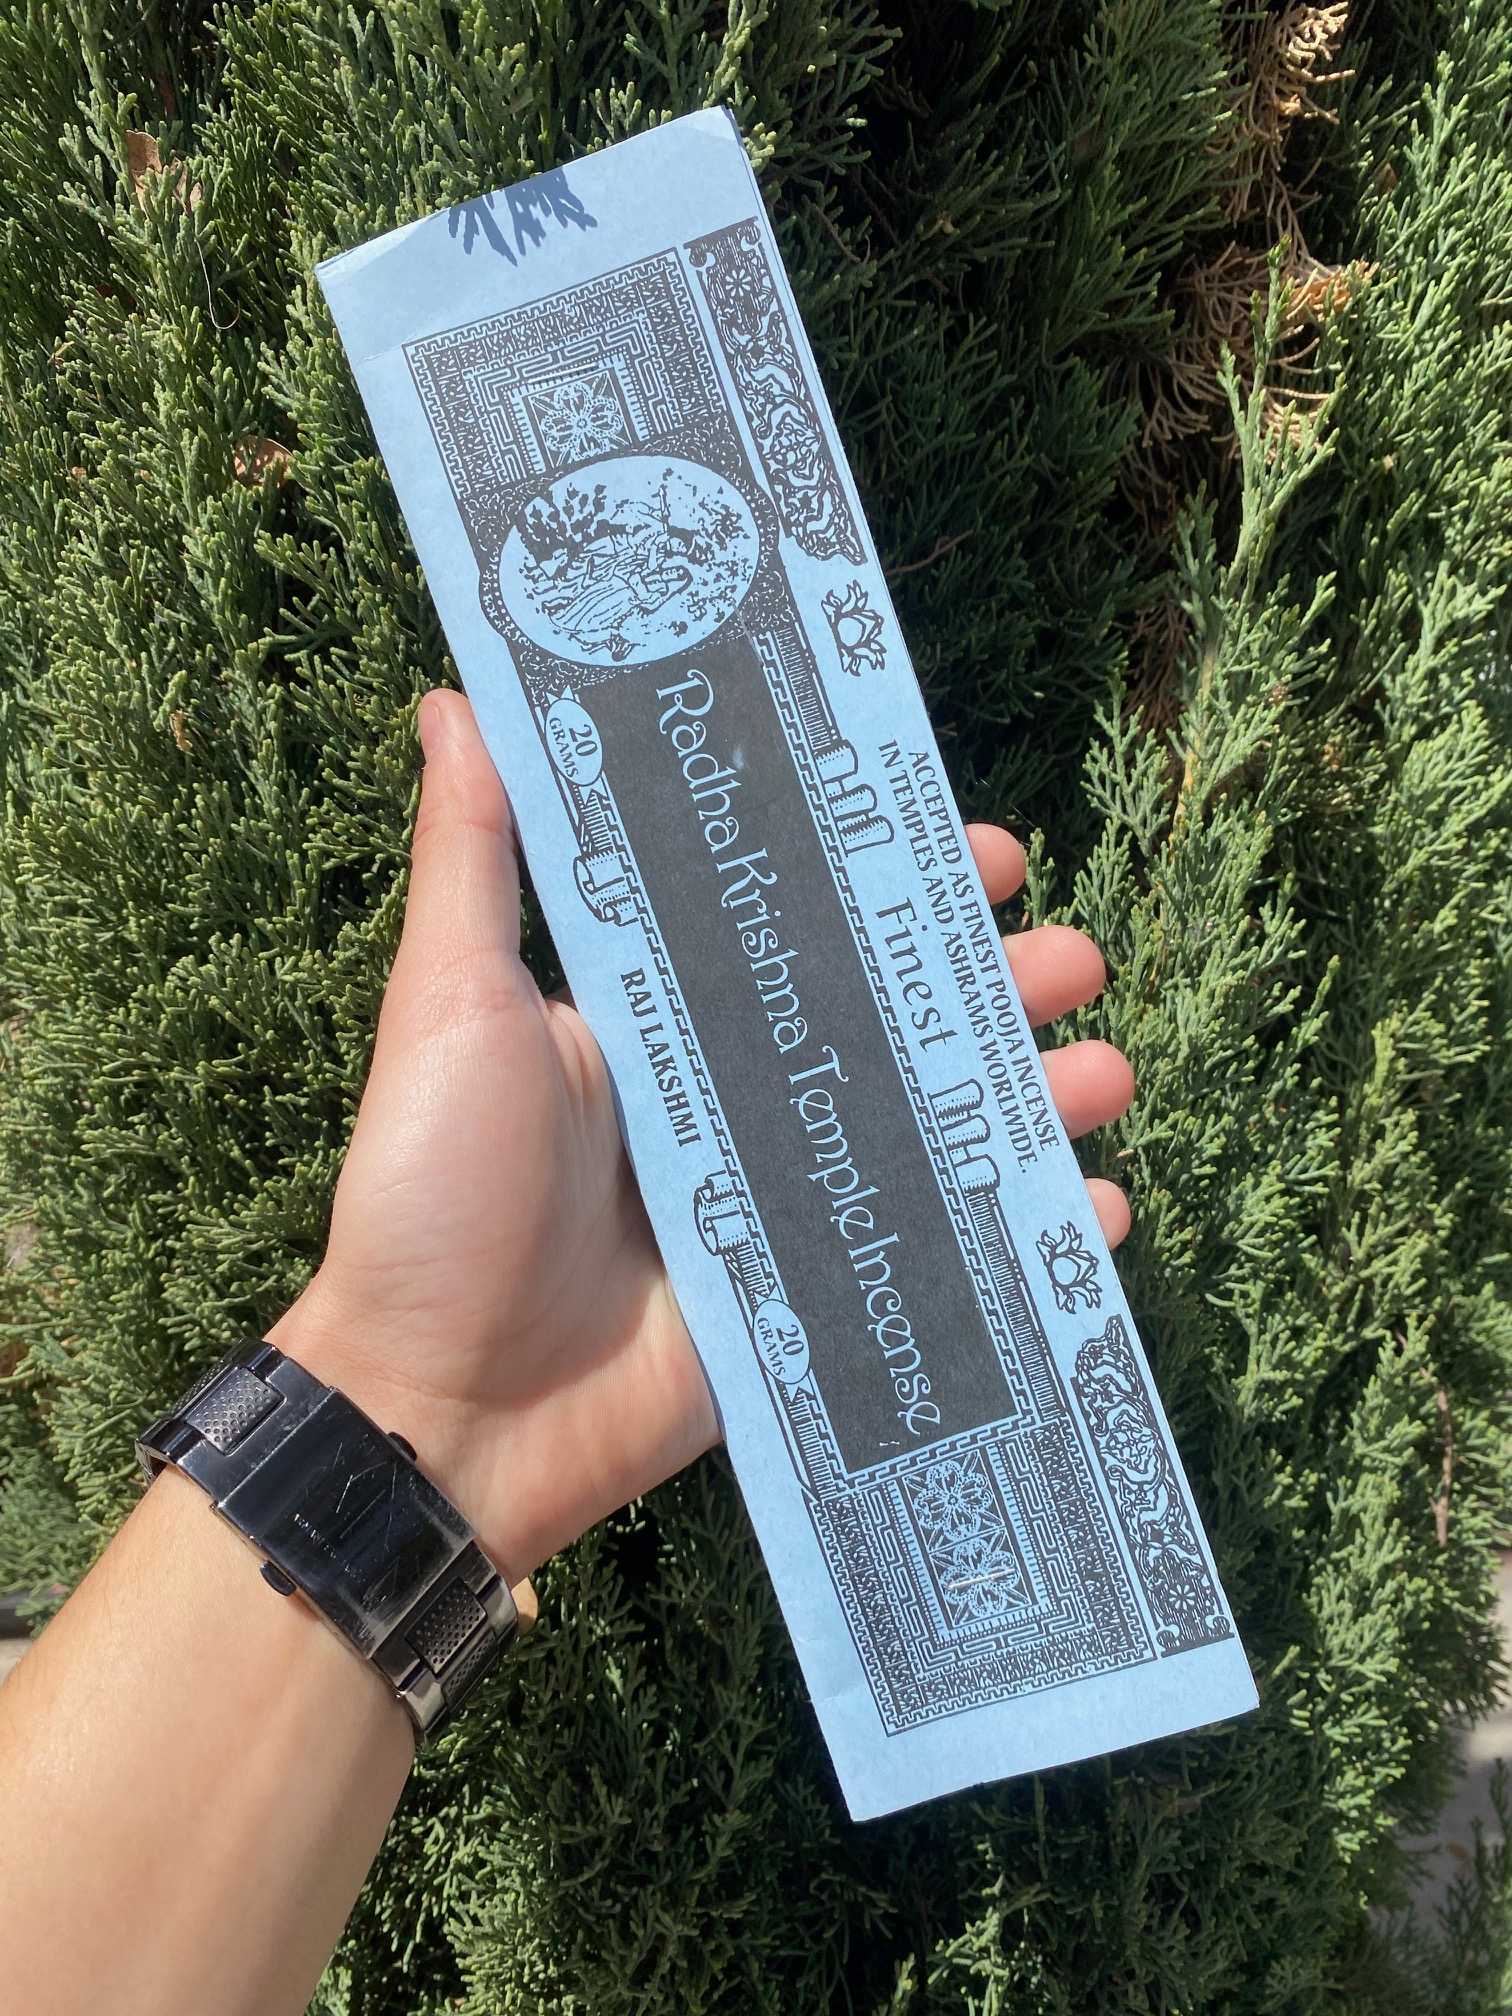 ACCEPTED AS FINEST POOJA INCENSE
IN TEMPLES AND ASHRAMS WORLWIDE.
Finest
Radha Krishna Temple Incense
20
GRAMS
20
GRAMS
RAJ LAKSHMI